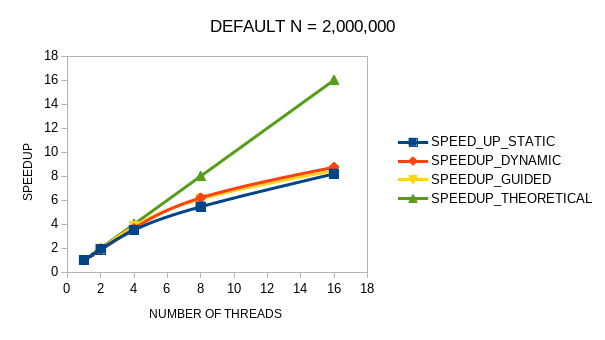 DEFAULT N = 2,000,000
18
16
14
12
10
8
6
4
2
0
SPEEDUP
0 2 4 6 8 10 12 14 16 18
NUMBER OF THREADS
SPEED_UP_STATIC
SPEEDUP_DYNAMIC
SPEEDUP_GUIDED
SPEEDUP_THEORETICAL